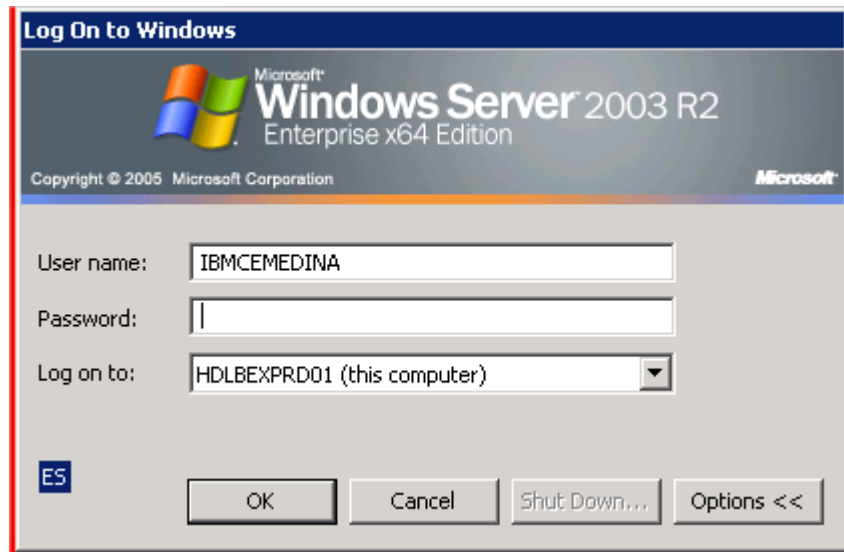 Log On to Windows
Microsoft
Windows Server 2003 R2
Enterprise x64 Edition
Copyright © 2005 Microsoft Corporation Microsoft
User name: IBMCEMEDINA
Password:
Log on to: HDLBEXPRD01 (this computer)
ES
OK Cancel Shut Down... Options <<